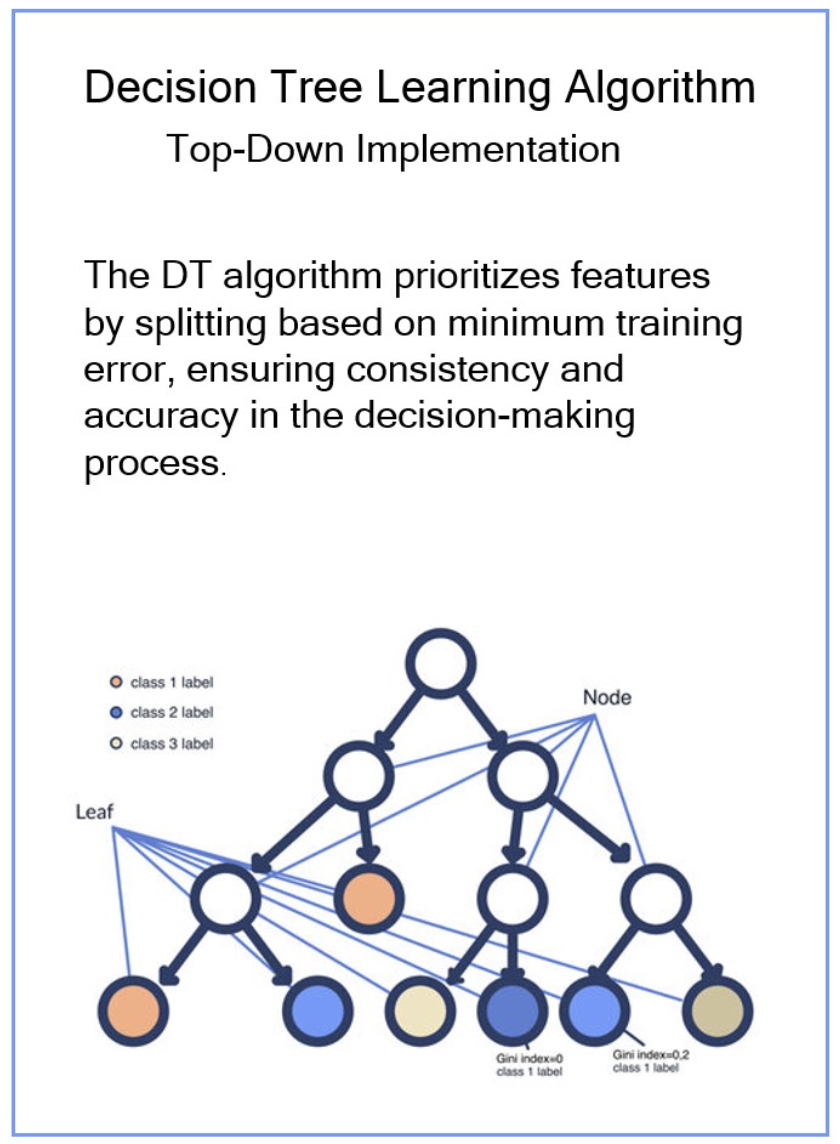 Decision Tree Learning Algorithm
Top-Down Implementation
The DT algorithm prioritizes features
by splitting based on minimum training
error, ensuring consistency and
accuracy in the decision-making
process.
class 1 label
class 2 label
class 3 label
Node
Leaf
Gini index=0
class 1 label
Gini index=0,2
class 1 label